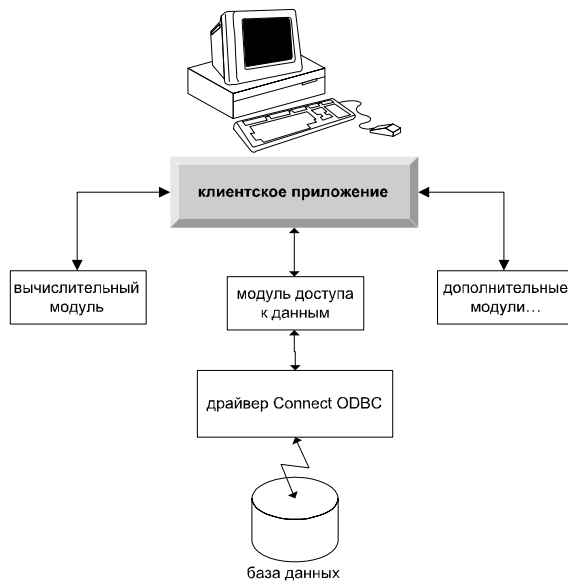 клиентское приложение
вычислительный
модуль
модуль доступа
к данным
дополнительные
модули...
драйвер Connect ODBC
база данных